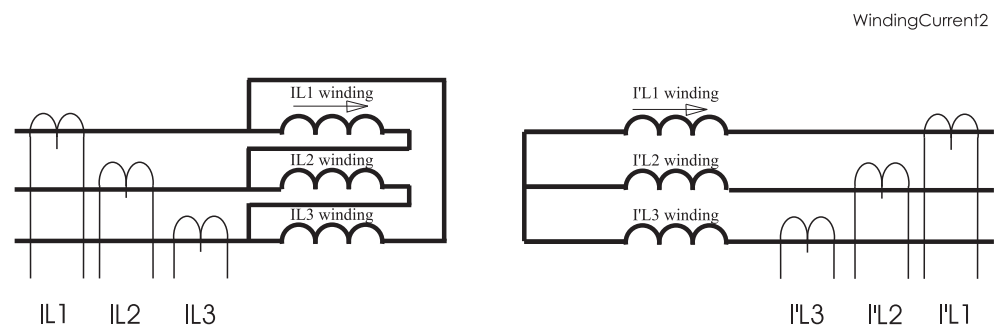 WindingCurrent2
IL1 winding
I'L1 winding
IL2 winding
I'L2 winding
IL3 winding
I'L3 winding
IL1 IL2 IL3 I'L3 I'L2 I'L1